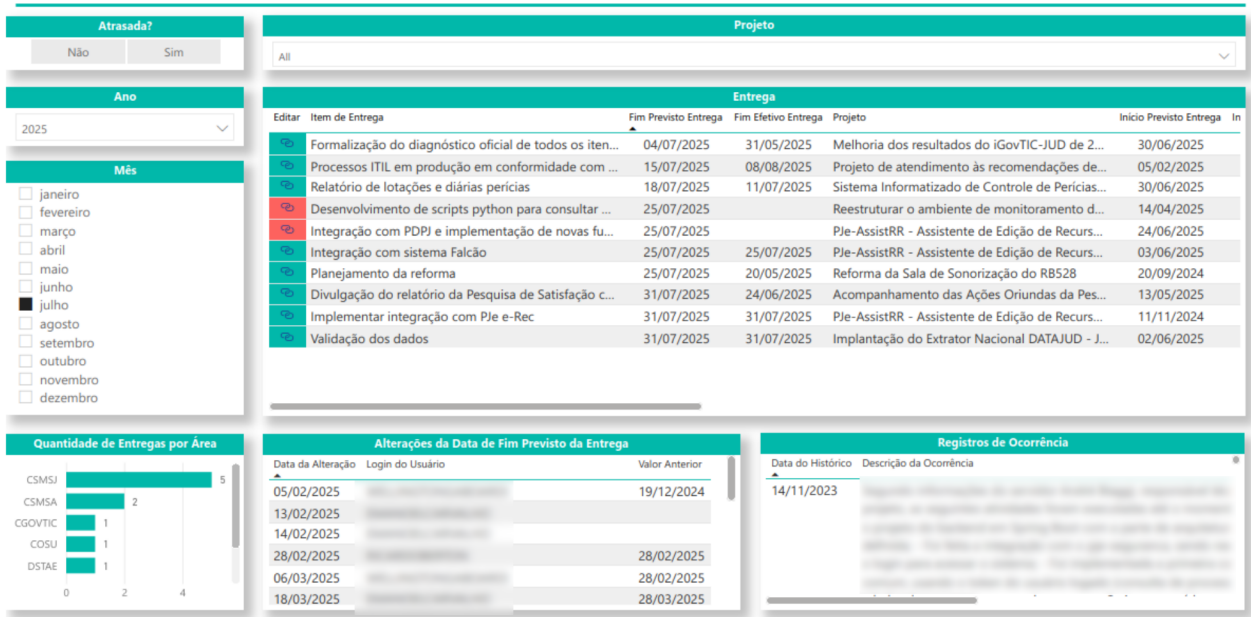 Atrasada?
Não Sim
Projeto
All
Ano
2025
Mês
janeiro
fevereiro
março
abril
maio
junho
julho
agosto
setembro
outubro
novembro
dezembro
Entrega
Editar Item de Entrega Fim Previsto Entrega Fim Efetivo Entrega Projeto Início Previsto Entrega In
Formalização do diagnóstico oficial de todos os iten... 04/07/2025 31/05/2025 Melhoria dos resultados do iGovTIC-JUD de 2... 30/06/2025
Processos ITIL em produção em conformidade com ... 15/07/2025 08/08/2025 Projeto de atendimento às recomendações de... 05/02/2025
Relatório de lotações e diárias perícias 18/07/2025 11/07/2025 Sistema Informatizado de Controle de Perícias... 30/06/2025
Desenvolvimento de scripts python para consultar ... 25/07/2025 Reestruturar o ambiente de monitoramento d... 14/04/2025
Integração com PDPJ e implementação de novas fu... 25/07/2025 PJe-AssistRR - Assistente de Edição de Recurs... 24/06/2025
Integração com sistema Falcão 25/07/2025 25/07/2025 PJe-AssistRR - Assistente de Edição de Recurs... 03/06/2025
Planejamento da reforma 25/07/2025 20/05/2025 Reforma da Sala de Sonorização do RB528 20/09/2024
Divulgação do relatório da Pesquisa de Satisfação c... 31/07/2025 24/06/2025 Acompanhamento das Ações Oriundas da Pes... 13/05/2025
Implementar integração com PJe e-Rec 31/07/2025 31/07/2025 PJe-AssistRR - Assistente de Edição de Recurs... 11/11/2024
Validação dos dados 31/07/2025 31/07/2025 Implantação do Extrator Nacional DATAJUD - J... 02/06/2025
Quantidade de Entregas por Área
CSMSJ 5
CSMSA 2
CGOVTIC 1
COSU 1
DSTAE 1
0 2 4
Alterações da Data de Fim Previsto da Entrega
Data da Alteração Login do Usuário Valor Anterior
05/02/2025 19/12/2024
13/02/2025
14/02/2025
28/02/2025 28/02/2025
06/03/2025 28/02/2025
18/03/2025 28/03/2025
Registros de Ocorrência
Data do Histórico Descrição da Ocorrência
14/11/2023